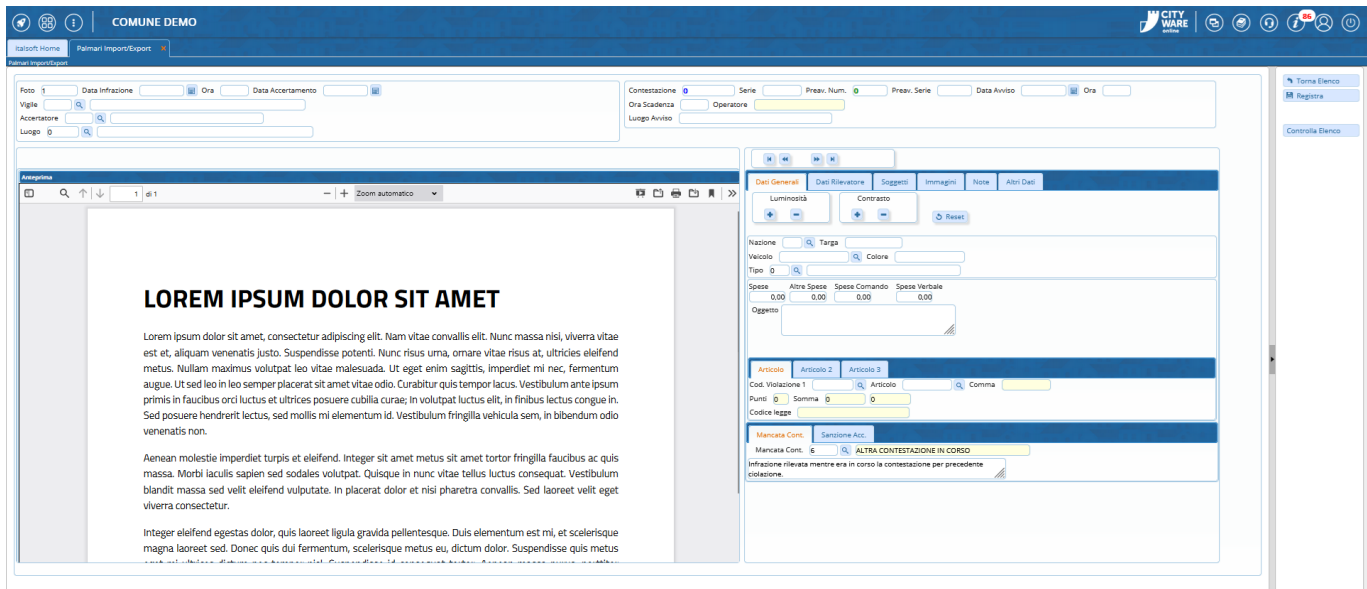 COMUNE DEMO
CITY WARE online
86
italsoft Home Palmari Import/Export ×
Palmari Import/Export
Foto 1 Data Infrazione Ora Data Accertamento
Vigile
Accertatore
Luogo 0
Contestazione 0 Serie Preav. Num. 0 Preav. Serie Data Avviso Ora
Ora Scadenza Operatore
Luogo Avviso
Torna Elenco
Registra
Controlla Elenco
Anteprima
1 di 1 Zoom automatico
LOREM IPSUM DOLOR SIT AMET
Lorem ipsum dolor sit amet, consectetur adipiscing elit. Nam vitae convallis elit. Nunc massa nisi, viverra vitae
est et, aliquam venenatis justo. Suspendisse potenti. Nunc risus urna, ornare vitae risus at, ultricies eleifend
metus. Nullam maximus volutpat leo vitae malesuada. Ut eget enim sagittis, imperdiet mi nec, fermentum
augue. Ut sed leo in leo semper placerat sit amet vitae odio. Curabitur quis tempor lacus. Vestibulum ante ipsum
primis in faucibus orci luctus et ultrices posuere cubilia curae; In volutpat luctus elit, in finibus lectus congue in.
Sed posuere hendrerit lectus, sed mollis mi elementum id. Vestibulum fringilla vehicula sem, in bibendum odio
venenatis non.
Aenean molestie imperdiet turpis et eleifend. Integer sit amet metus sit amet tortor fringilla faucibus ac quis
massa. Morbi iaculis sapien sed sodales volutpat. Quisque in nunc vitae tellus luctus consequat. Vestibulum
blandit massa sed velit eleifend vulputate. In placerat dolor et nisi pharetra convallis. Sed laoreet velit eget
viverra consectetur.
Integer eleifend egestas dolor, quis laoreet ligula gravida pellentesque. Duis elementum est mi, et scelerisque
magna laoreet sed. Donec quis dui fermentum, scelerisque metus eu, dictum dolor. Suspendisse quis metus
Dati Generali Dati Rilevatore Soggetti Immagini Note Altri Dati
Luminosità Contrasto
Reset
Nazione Targa
Veicolo Colore
Tipo 0
Spese Altre Spese Spese Comando Spese Verbale
0,00 0,00 0,00 0,00
Oggetto
Articolo Articolo 2 Articolo 3
Cod. Violazione 1 Articolo Comma
Punti 0 Somma 0 0
Codice legge
Mancata Cont. Sanzione Acc.
Mancata Cont. 6 ALTRA CONTESTAZIONE IN CORSO
Infrazione rilevata mentre era in corso la contestazione per precedente
ciolazione.